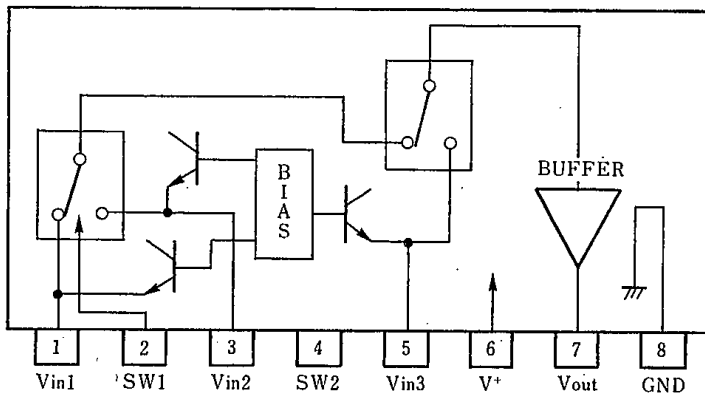 BUFFER
BIAS
1 2 3 4 5 6 7 8
Vin1 SW1 Vin2 SW2 Vin3 V+ Vout GND